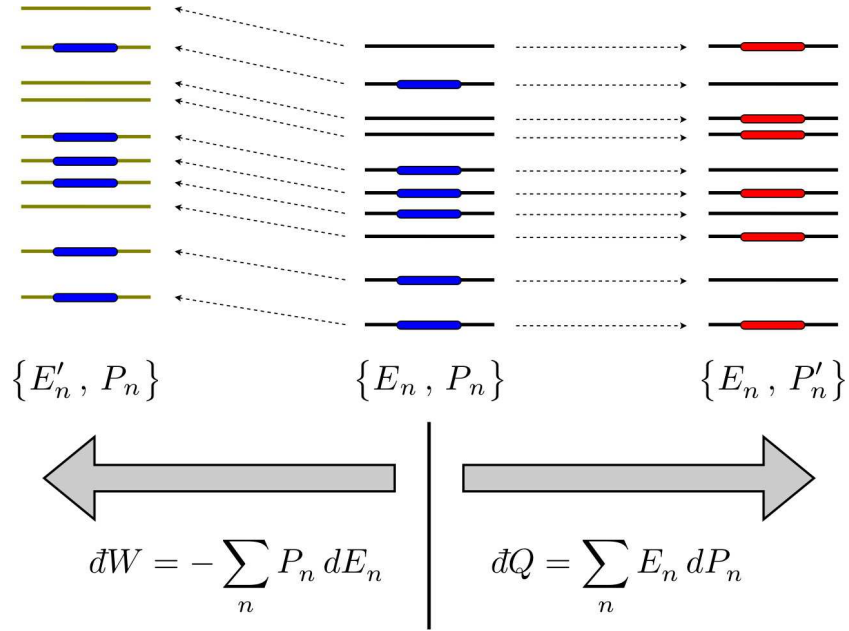 {E′ₙ , Pₙ} {Eₙ , Pₙ} {Eₙ , P′ₙ}
đW = − ∑ₙ Pₙ dEₙ đQ = ∑ₙ Eₙ dPₙ